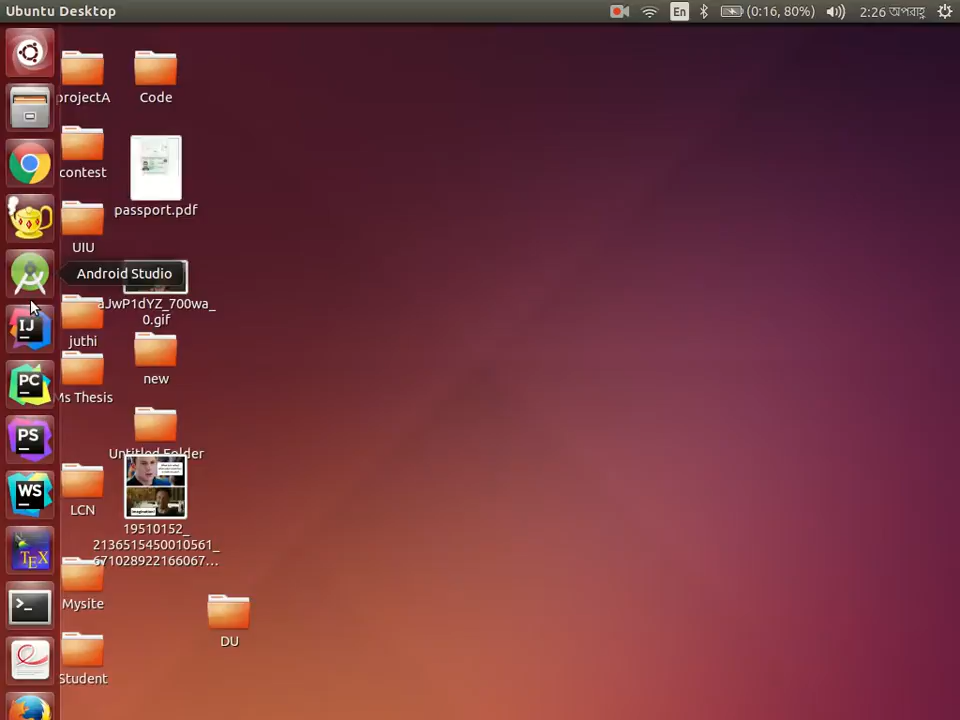 Ubuntu Desktop
En
(0:16, 80%)
2:26 অপরাহ্ণ
projectA
Code
contest
passport.pdf
UIU
Android Studio
aJwP1dYZ_700wa_
0.gif
IJ
juthi
new
PC
Ms Thesis
PS
Untitled Folder
WS
LCN
19510152_
2136515450010561_
671028922166067...
TEX
Mysite
>_
DU
Student